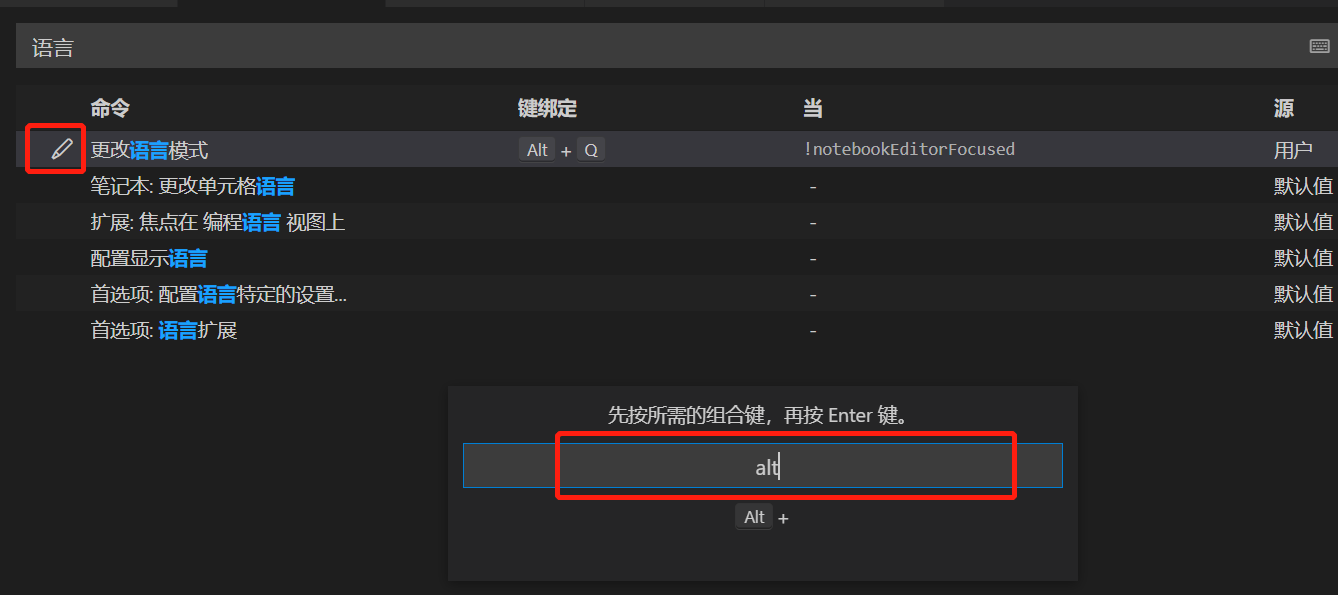 语言
命令 键绑定 当 源
更改语言模式 Alt + Q !notebookEditorFocused 用户
笔记本: 更改单元格语言 - 默认值
扩展: 焦点在 编程语言 视图上 - 默认值
配置显示语言 - 默认值
首选项: 配置语言特定的设置... - 默认值
首选项: 语言扩展 - 默认值
先按所需的组合键，再按 Enter 键。
alt
Alt +